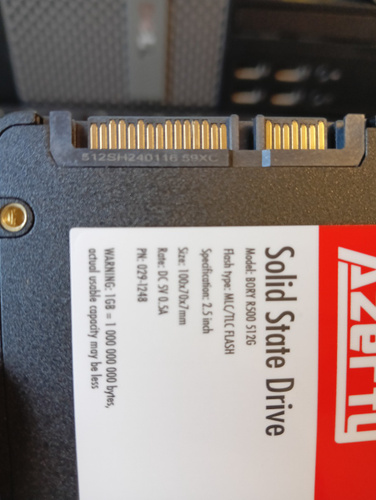 512SH240116 S9XC
Azerty
Solid State Drive
Model: BORY R500 512G
Flash type: MLC/TLC FLASH
Specification: 2.5 inch
Size: 100x70x7mm
Rate: DC 5V 0.5A
PN: 029-1248
WARNING: 1GB = 1 000 000 000 bytes,
actual usable capacity may be less